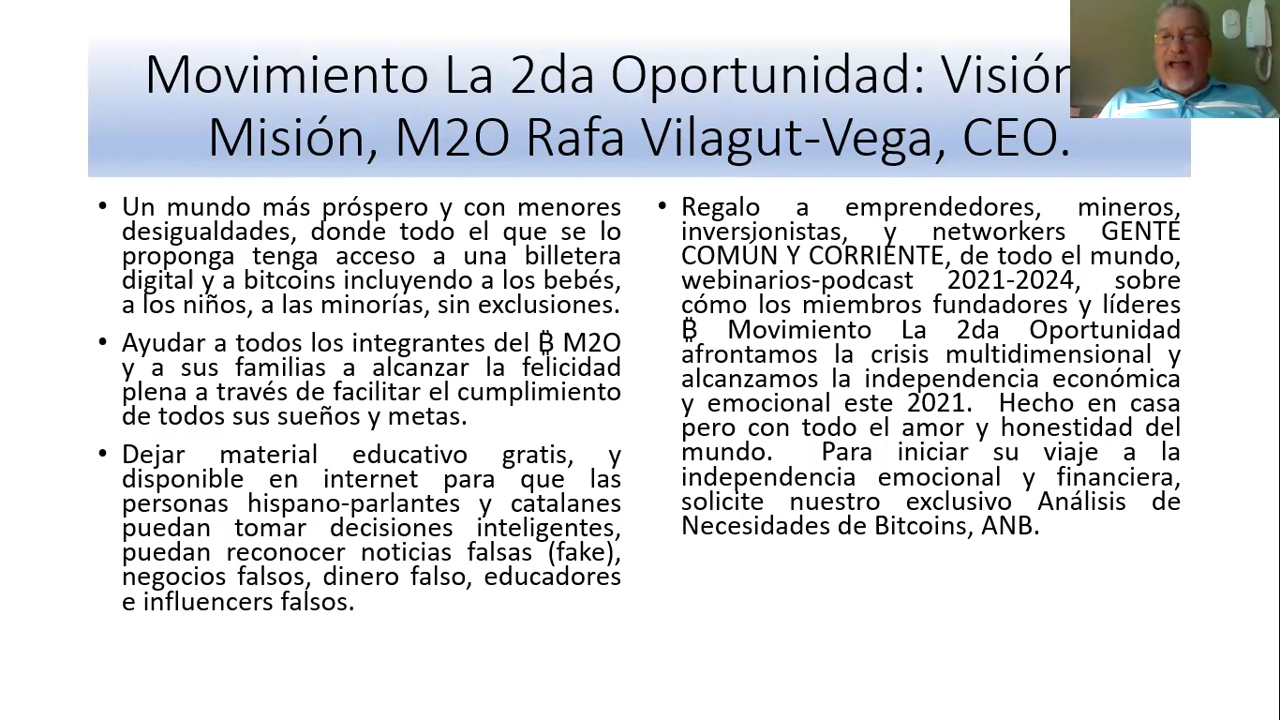 Movimiento La 2da Oportunidad: Visión
Misión, M2O Rafa Vilagut-Vega, CEO.
• Un mundo más próspero y con menores
desigualdades, donde todo el que se lo
proponga tenga acceso a una billetera
digital y a bitcoins incluyendo a los bebés,
a los niños, a las minorías, sin exclusiones.
• Ayudar a todos los integrantes del ₿ M2O
y a sus familias a alcanzar la felicidad
plena a través de facilitar el cumplimiento
de todos sus sueños y metas.
• Dejar material educativo gratis, y
disponible en internet para que las
personas hispano-parlantes y catalanes
puedan tomar decisiones inteligentes,
puedan reconocer noticias falsas (fake),
negocios falsos, dinero falso, educadores
e influencers falsos.
• Regalo a emprendedores, mineros,
inversionistas, y networkers GENTE
COMÚN Y CORRIENTE, de todo el mundo,
webinarios-podcast 2021-2024, sobre
cómo los miembros fundadores y líderes
₿ Movimiento La 2da Oportunidad
afrontamos la crisis multidimensional y
alcanzamos la independencia económica
y emocional este 2021. Hecho en casa
pero con todo el amor y honestidad del
mundo. Para iniciar su viaje a la
independencia emocional y financiera,
solicite nuestro exclusivo Análisis de
Necesidades de Bitcoins, ANB.